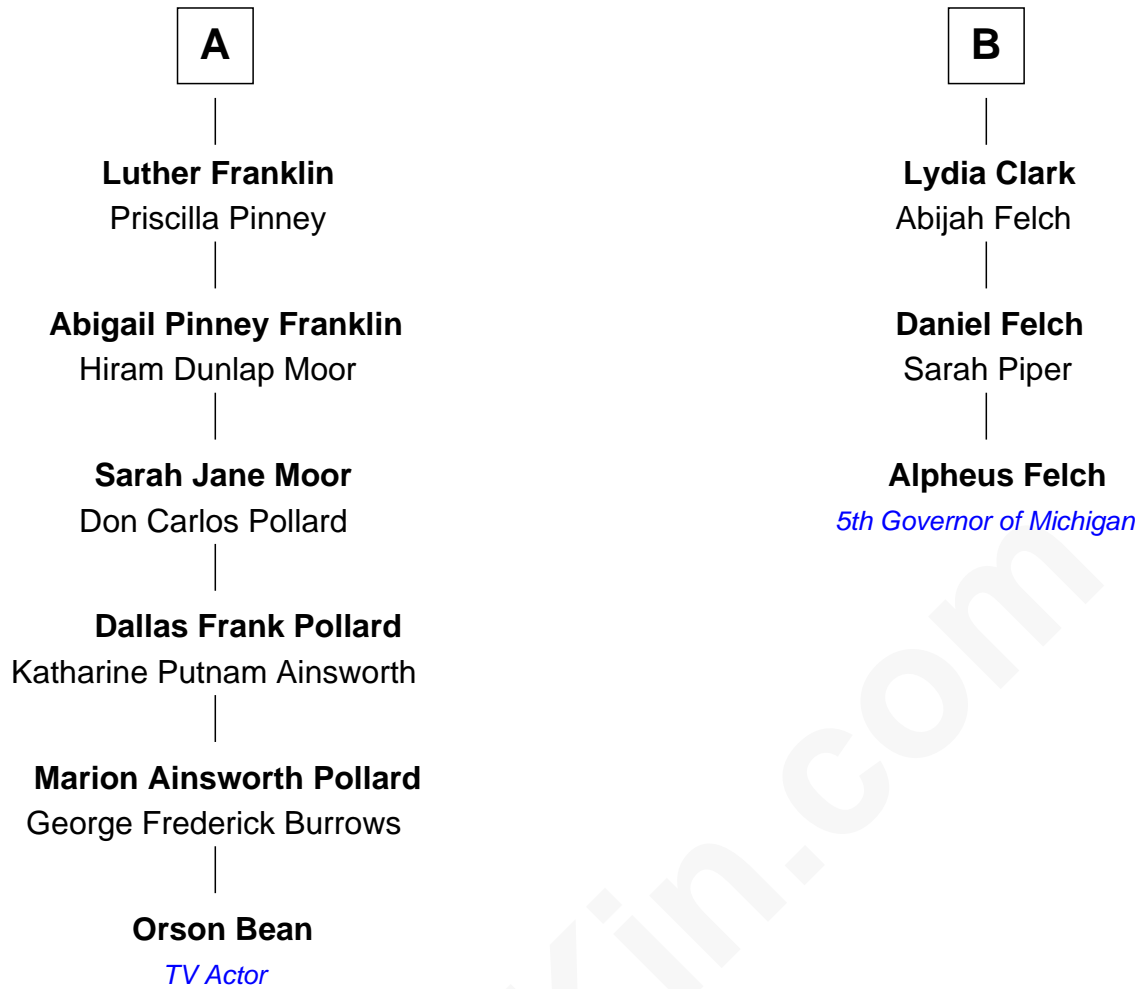 A
Luther Franklin
Priscilla Pinney
Abigail Pinney Franklin
Hiram Dunlap Moor
Sarah Jane Moor
Don Carlos Pollard
Dallas Frank Pollard
Katharine Putnam Ainsworth
Marion Ainsworth Pollard
George Frederick Burrows
Orson Bean
TV Actor
B
Lydia Clark
Abijah Felch
Daniel Felch
Sarah Piper
Alpheus Felch
5th Governor of Michigan
Kin.com